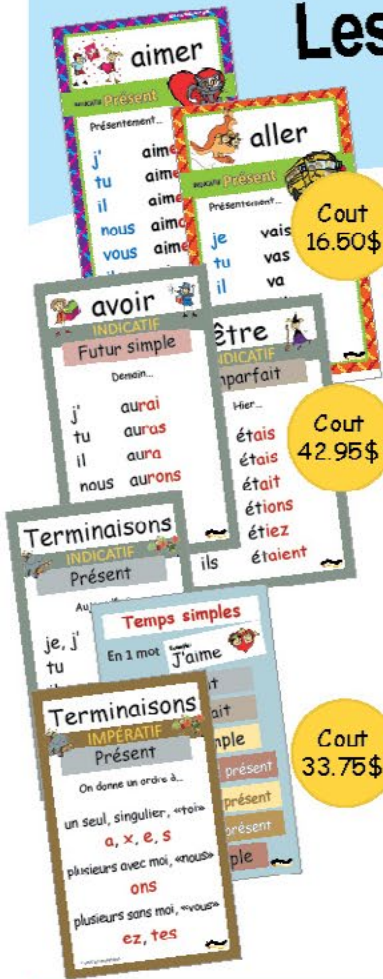 Les
aimer
INDICATIF Présent
Présentement...
j' aime
tu aime
il aime
nous aim
vous aime
aller
INDICATIF Présent
Présentement...
je vais
tu vas
il va
Cout
16.50$
avoir
INDICATIF
Futur simple
Demain...
j' aurai
tu auras
il aura
nous aurons
être
INDICATIF
mparfait
Hier...
étais
étais
était
étions
étiez
ils étaient
Cout
42.95$
Terminaisons
INDICATIF
Présent
je, j'
tu
Temps simples
En 1 mot
J'aime
présent
présent
présent
Cout
33.75$
Terminaisons
IMPÉRATIF
Présent
On donne un ordre à...
un seul, singulier, «toi»
a, x, e, s
plusieurs avec moi, «nous»
ons
plusieurs sans moi, «vous»
ez, tes